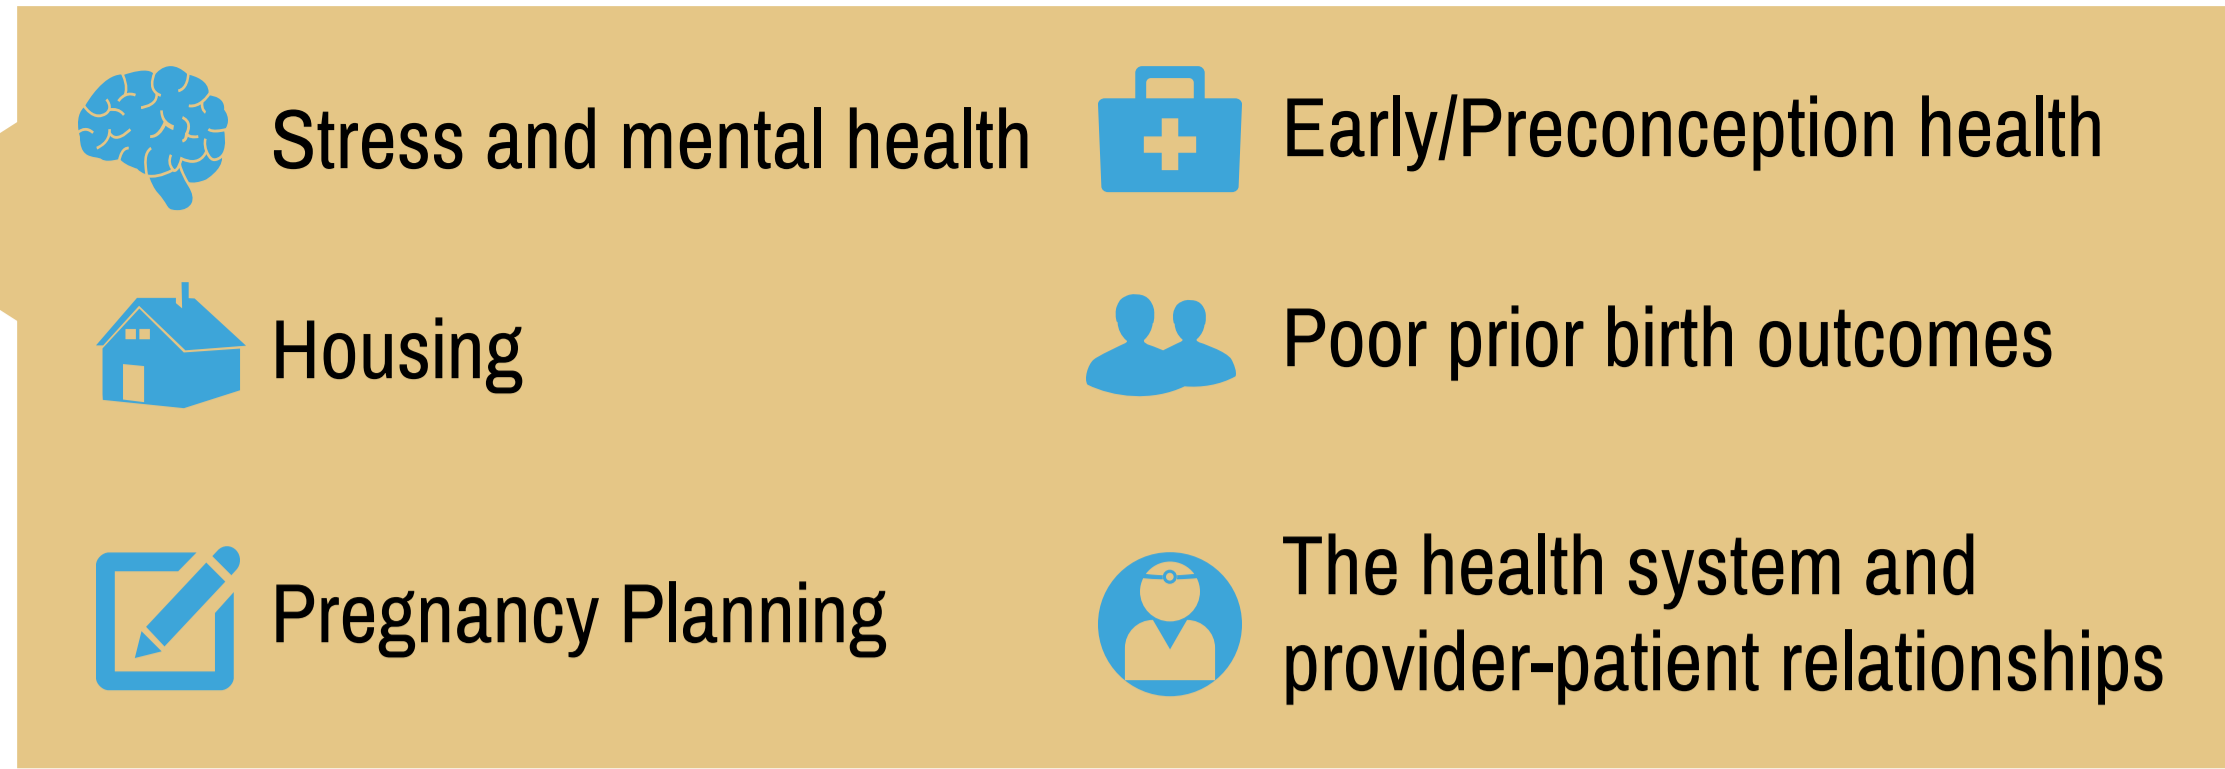 Stress and mental health
Housing
Pregnancy Planning
Early/Preconception health
Poor prior birth outcomes
The health system and
provider-patient relationships